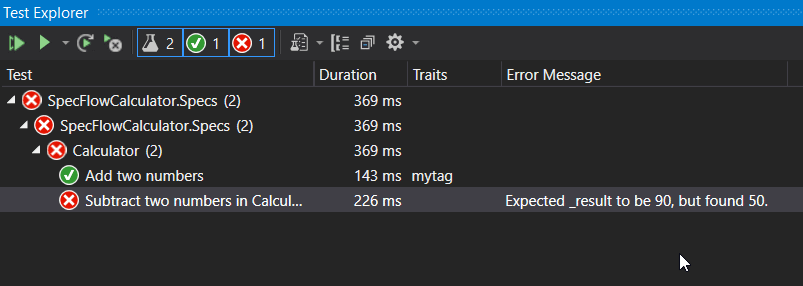 Test Explorer
2 1 1
Test Duration Traits Error Message
SpecFlowCalculator.Specs (2) 369 ms
SpecFlowCalculator.Specs (2) 369 ms
Calculator (2) 369 ms
Add two numbers 143 ms mytag
Subtract two numbers in Calcul... 226 ms Expected _result to be 90, but found 50.